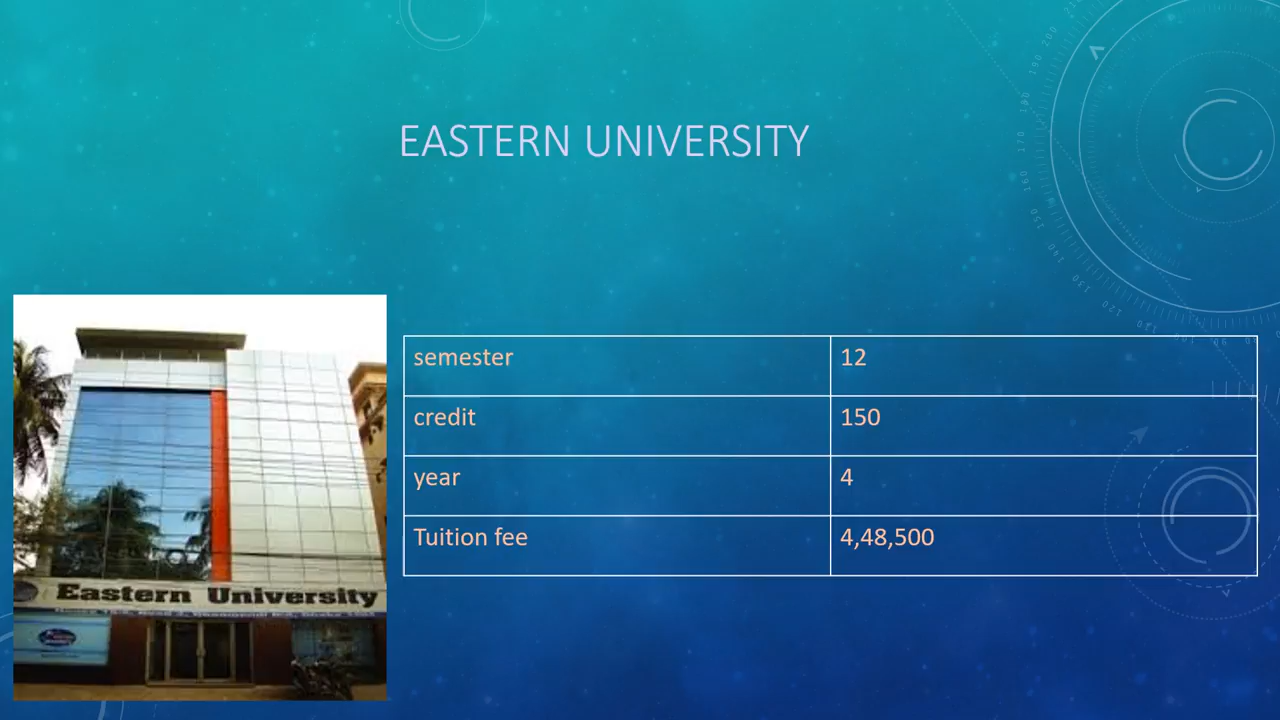 EASTERN UNIVERSITY
semester 12
credit 150
year 4
Tuition fee 4,48,500
Eastern University